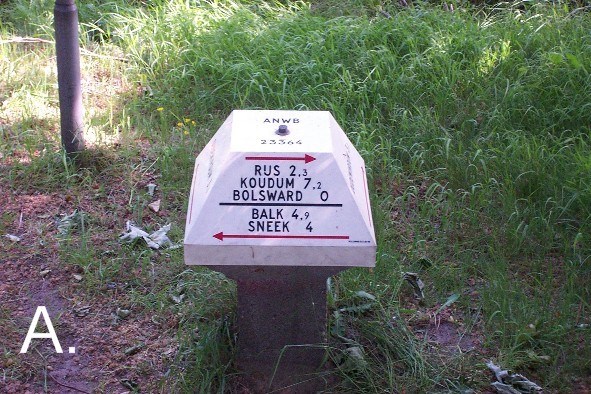 ANWB
23364
RUS 2,3
KOUDUM 7,2
BOLSWARD 0
BALK 4,9
SNEEK 4
A.